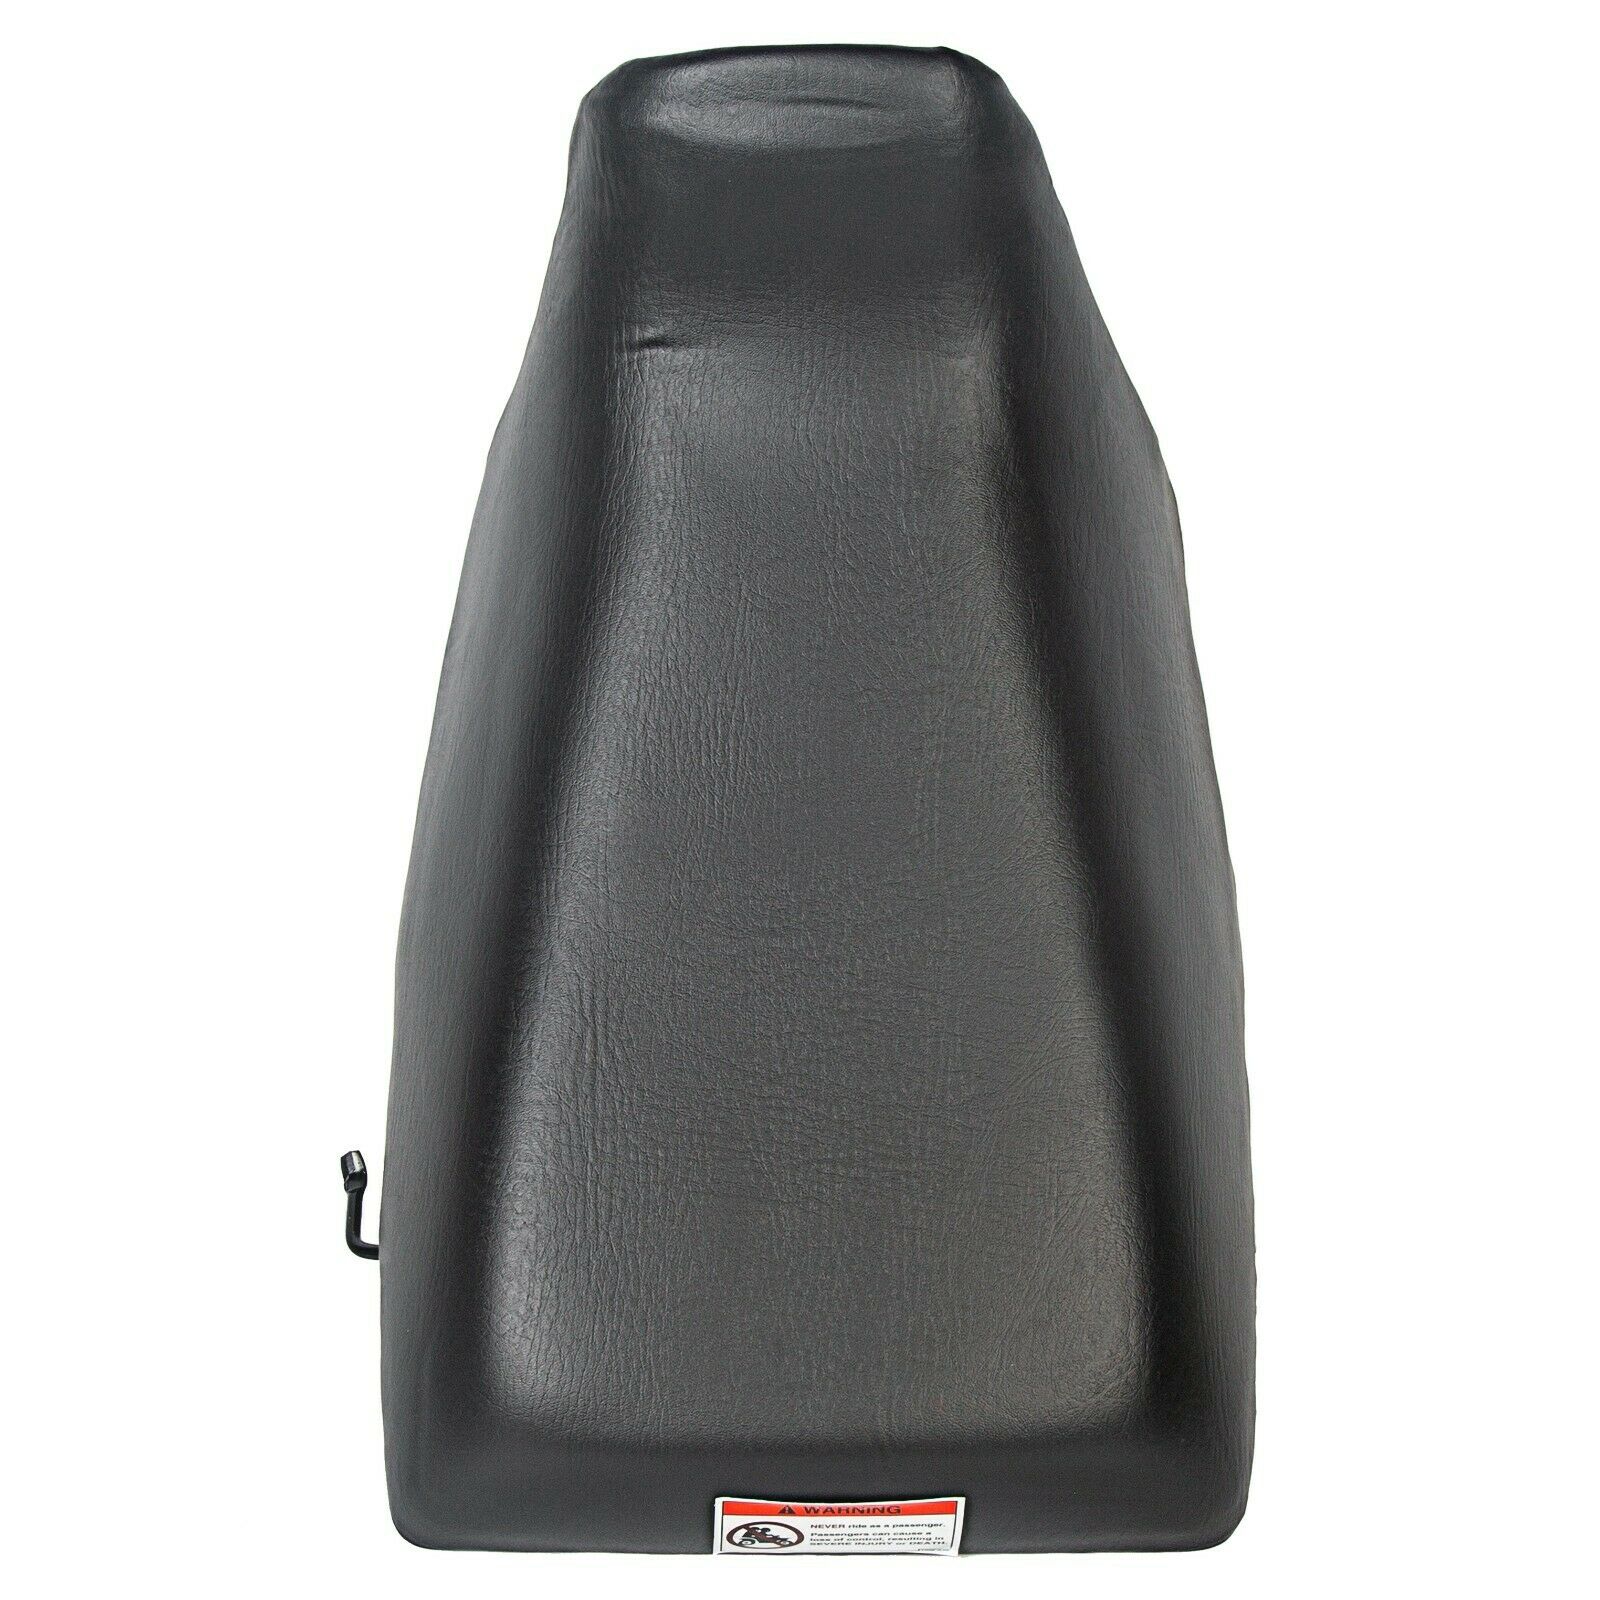 WARNING
NEVER ride as a passenger.
Passengers can cause a
loss of control, resulting in
SEVERE INJURY or DEATH.